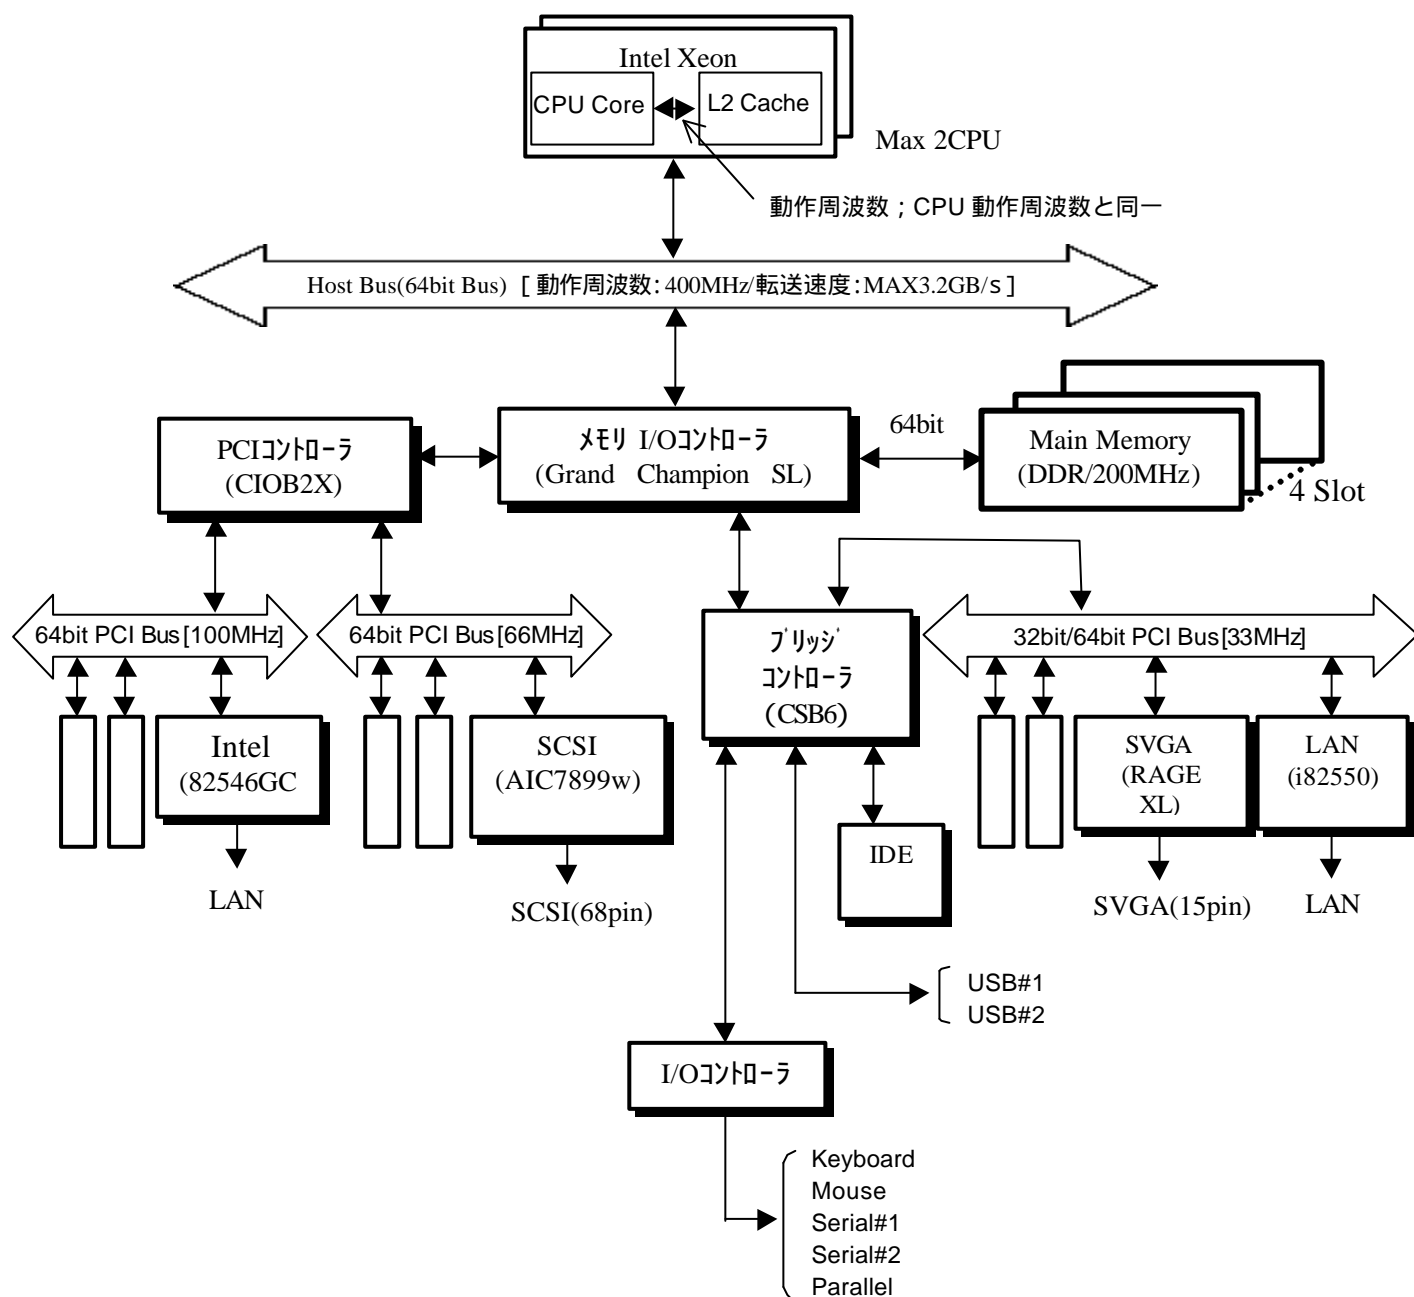 Intel Xeon
CPU Core
L2 Cache
Max 2CPU
動作周波数；CPU 動作周波数と同一
Host Bus(64bit Bus) [ 動作周波数: 400MHz/転送速度:MAX3.2GB/s ]
PCIｺﾝﾄﾛｰﾗ
(CIOB2X)
ﾒﾓﾘ I/Oｺﾝﾄﾛｰﾗ
(Grand Champion SL)
64bit
Main Memory
(DDR/200MHz)
4 Slot
64bit PCI Bus[100MHz]
64bit PCI Bus[66MHz]
ﾌﾞﾘｯｼﾞ
ｺﾝﾄﾛｰﾗ
(CSB6)
32bit/64bit PCI Bus[33MHz]
Intel
(82546GC
SCSI
(AIC7899w)
SVGA
(RAGE
XL)
LAN
(i82550)
IDE
LAN
SCSI(68pin)
SVGA(15pin)
LAN
USB#1
USB#2
I/Oｺﾝﾄﾛｰﾗ
Keyboard
Mouse
Serial#1
Serial#2
Parallel